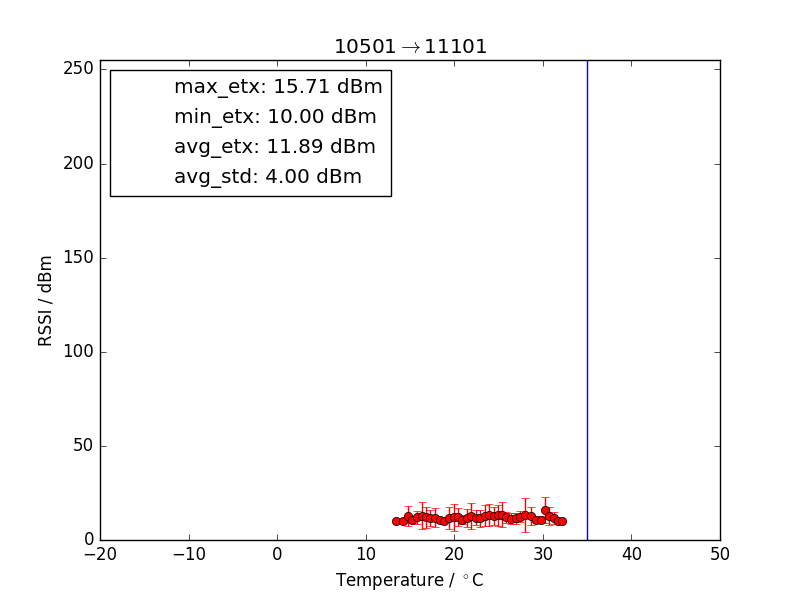 10501→11101
max_etx: 15.71 dBm
min_etx: 10.00 dBm
avg_etx: 11.89 dBm
avg_std: 4.00 dBm
RSSI / dBm
250
200
150
100
50
0
−20 −10 0 10 20 30 40 50
Temperature / °C